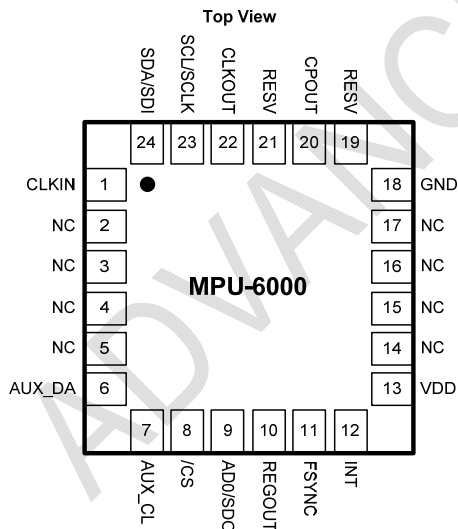 Top View
SDA/SDI
SCL/SCLK
CLKOUT
RESV
CPOUT
RESV
24 23 22 21 20 19
CLKIN 1 18 GND
NC 2 17 NC
NC 3 16 NC
MPU-6000
NC 4 15 NC
NC 5 14 NC
AUX_DA 6 13 VDD
7 8 9 10 11 12
AUX_CL
/CS
AD0/SDO
REGOUT
FSYNC
INT
ADVANC